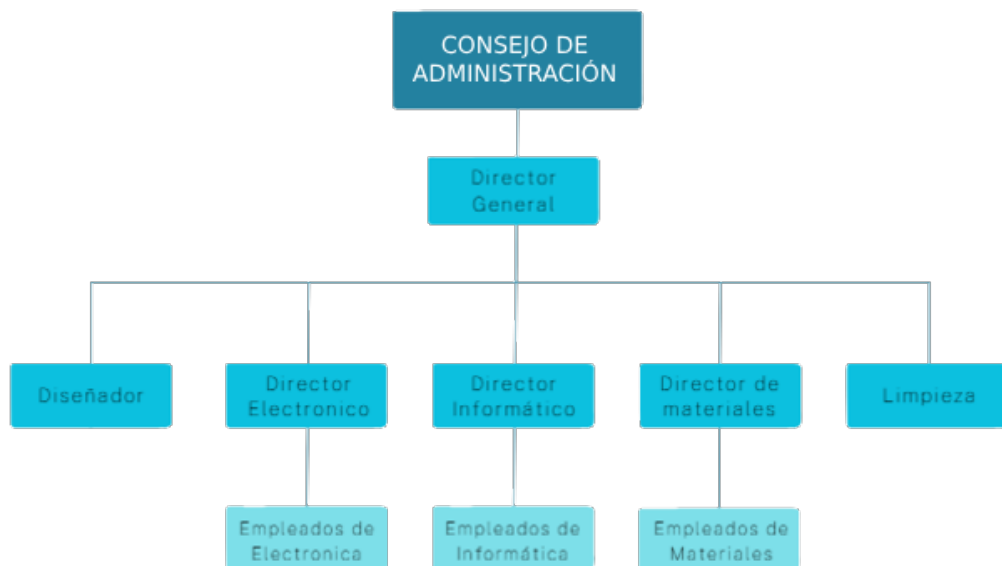 CONSEJO DE
ADMINISTRACIÓN
Director
General
Diseñador
Director
Electronico
Director
Informático
Director de
materiales
Limpieza
Empleados de
Electronica
Empleados de
Informática
Empleados de
Materiales